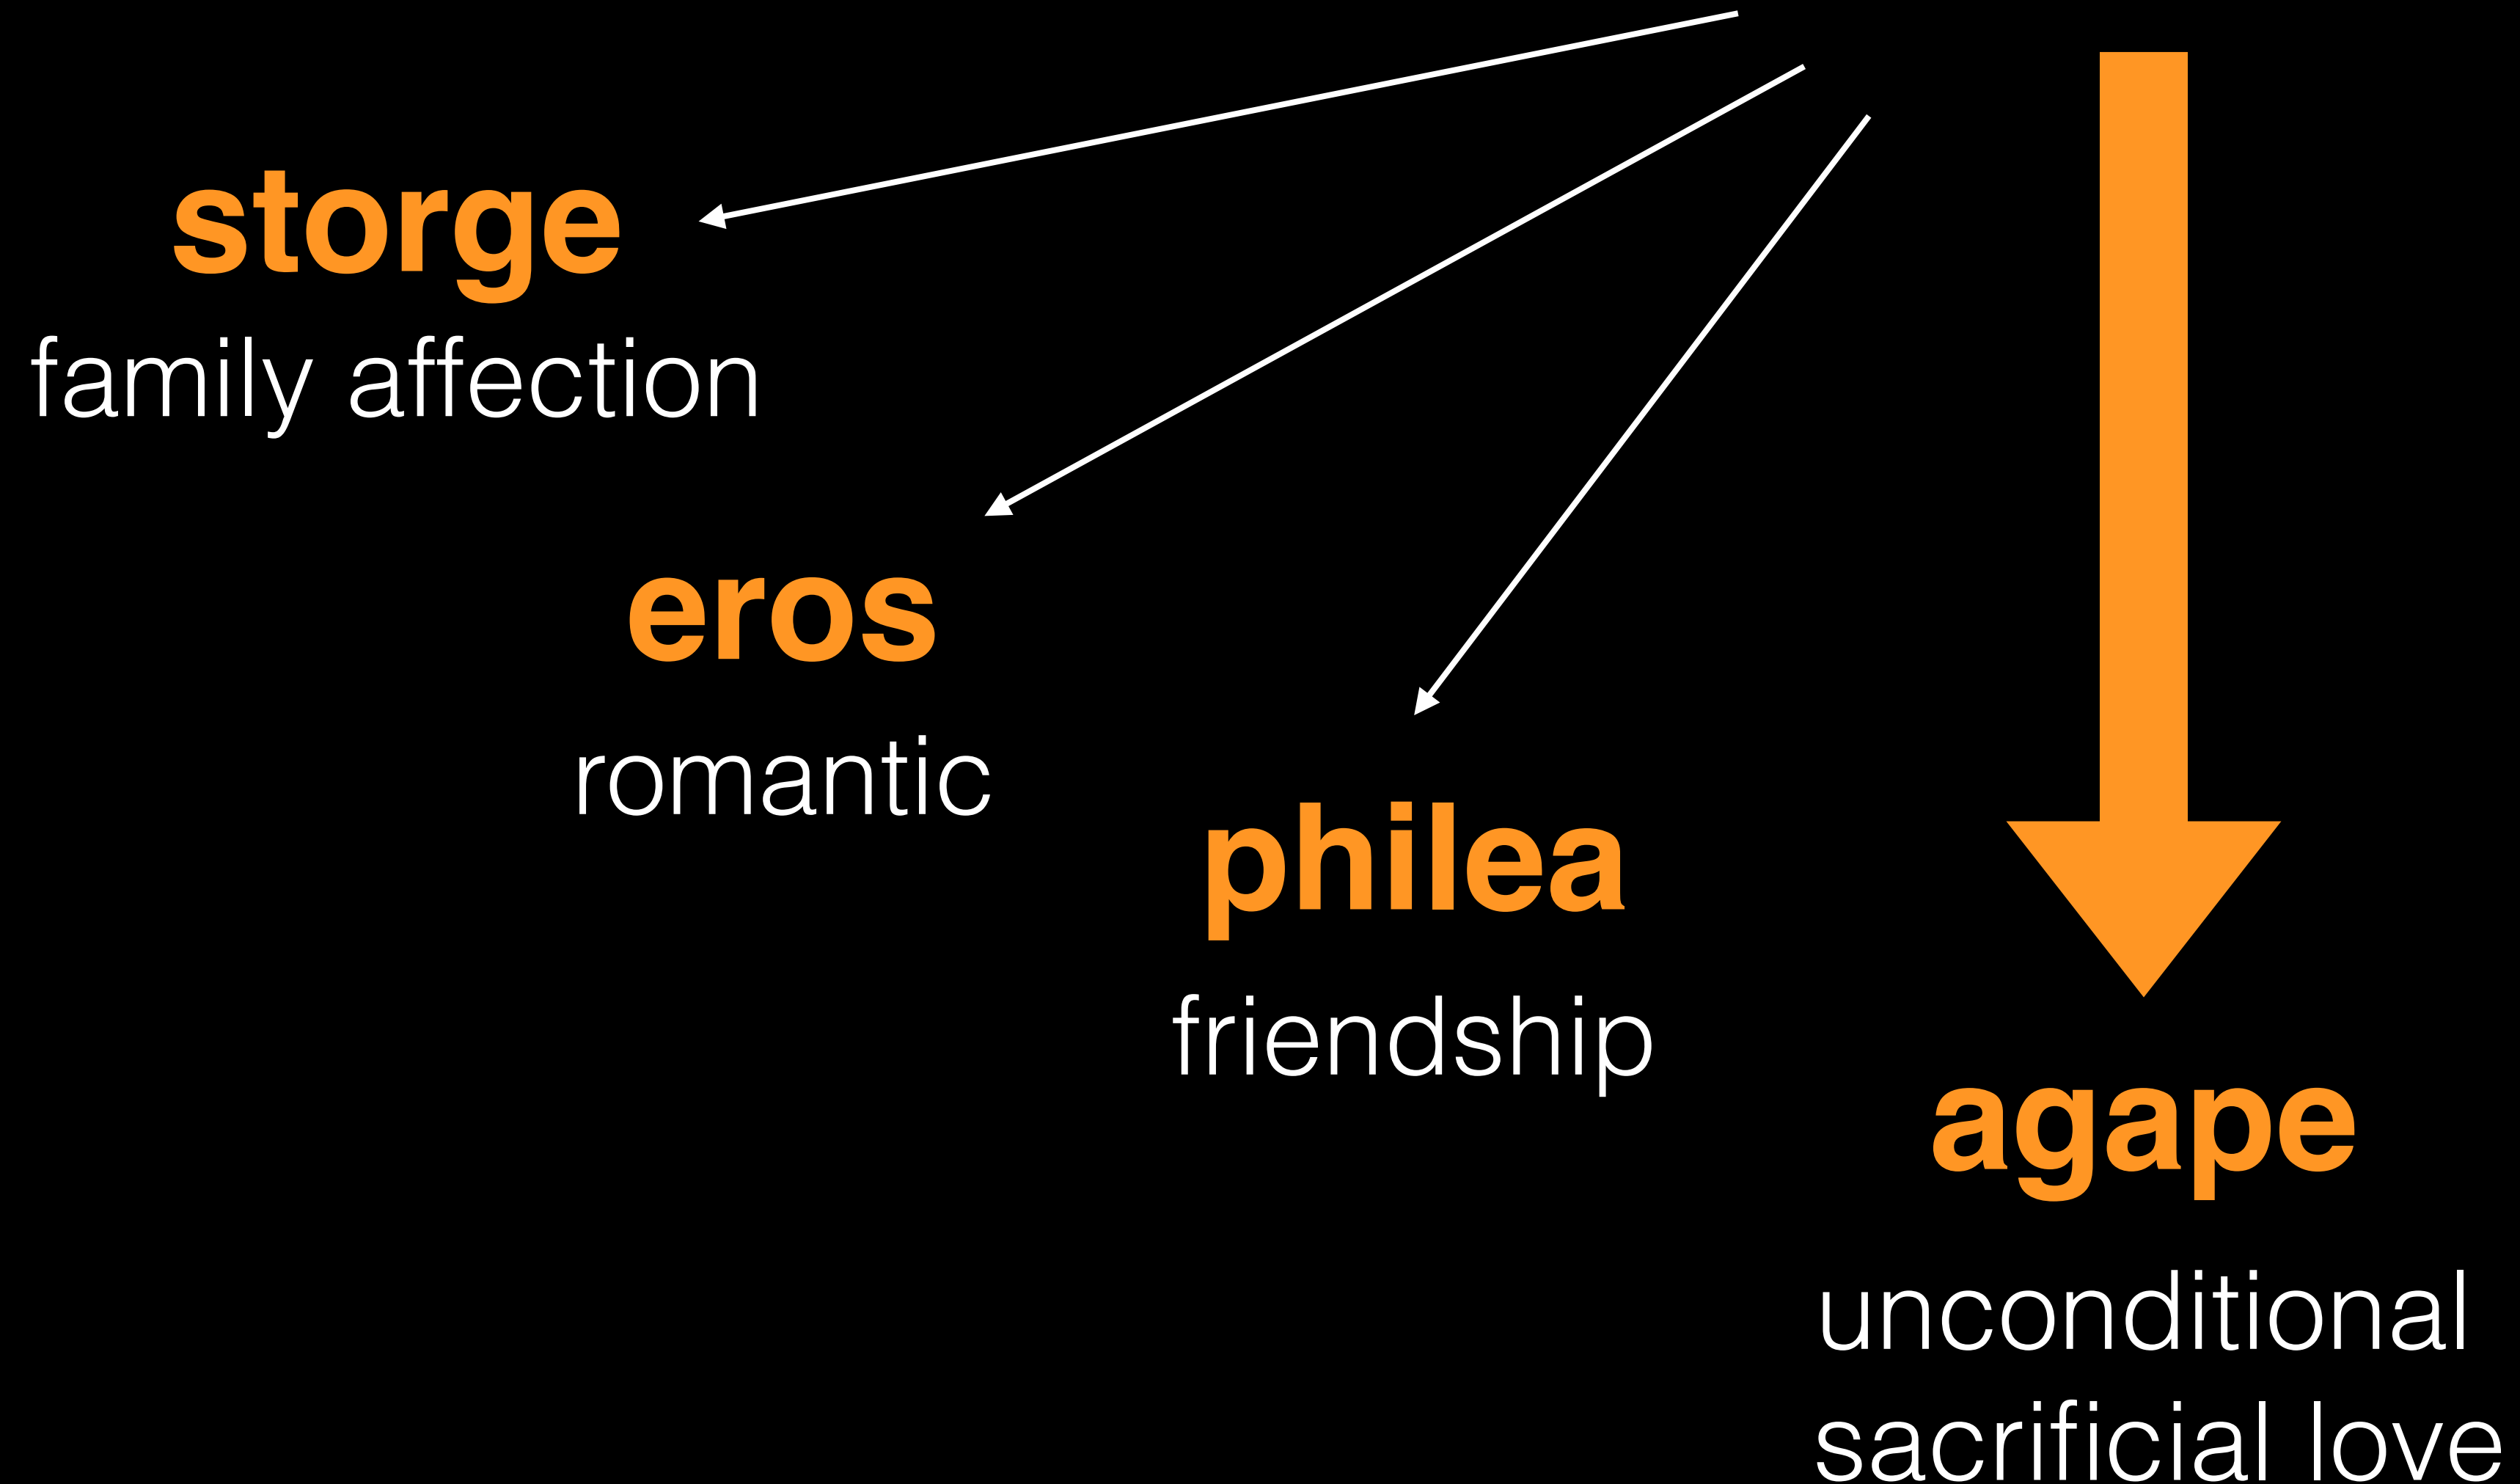 storge
family affection
eros
romantic
philea
friendship
agape
unconditional
sacrificial love